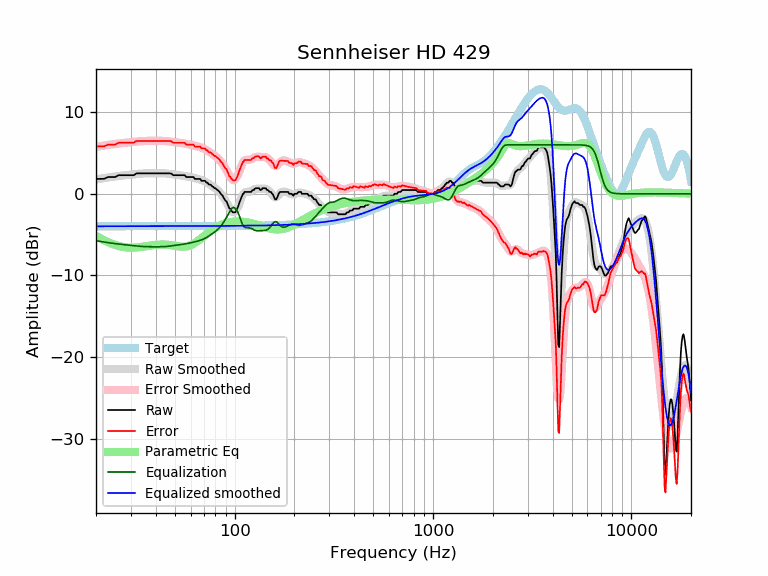 Sennheiser HD 429
10
0
−10
−20
−30
Amplitude (dBr)
Target
Raw Smoothed
Error Smoothed
Raw
Error
Parametric Eq
Equalization
Equalized smoothed
100
1000
10000
Frequency (Hz)